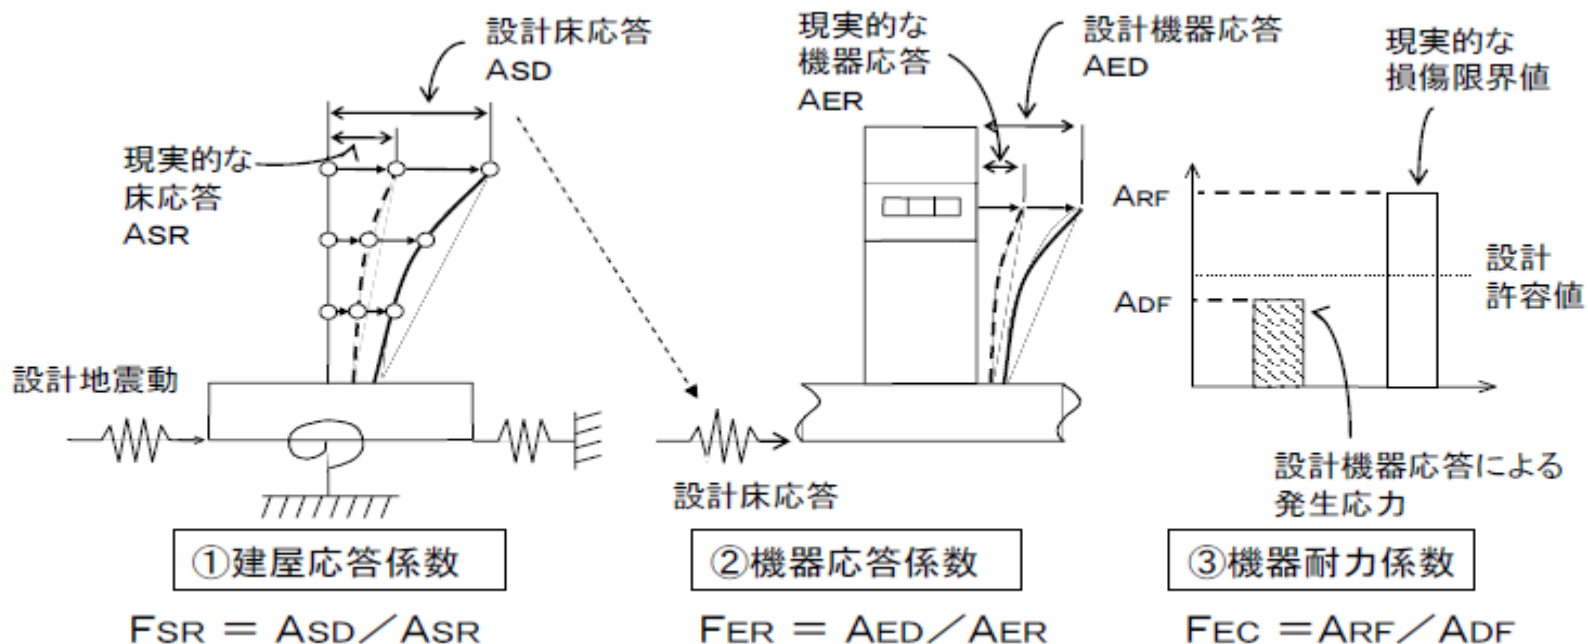 設計床応答
ASD
現実的な
床応答
ASR
設計地震動
①建屋応答係数
FSR = ASD／ASR
現実的な
機器応答
AER
設計機器応答
AED
設計床応答
②機器応答係数
FER = AED／AER
現実的な
損傷限界値
ARF
設計
許容値
ADF
設計機器応答による
発生応力
③機器耐力係数
FEC =ARF／ADF